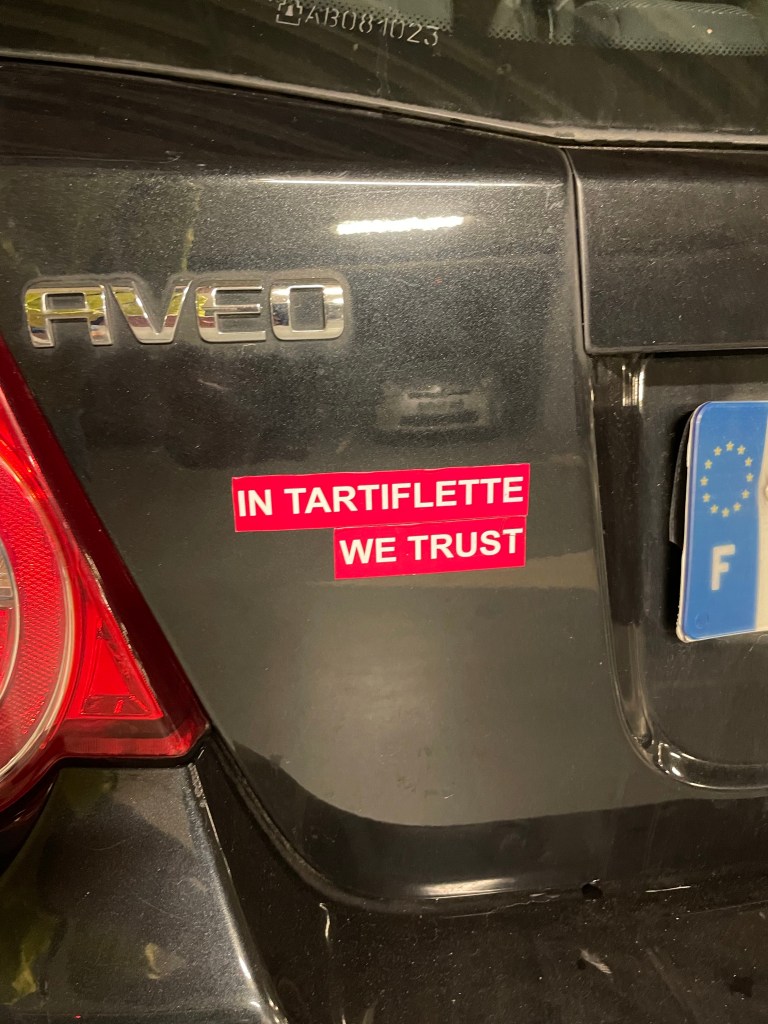 AB081023
AVEO
IN TARTIFLETTE
WE TRUST
F